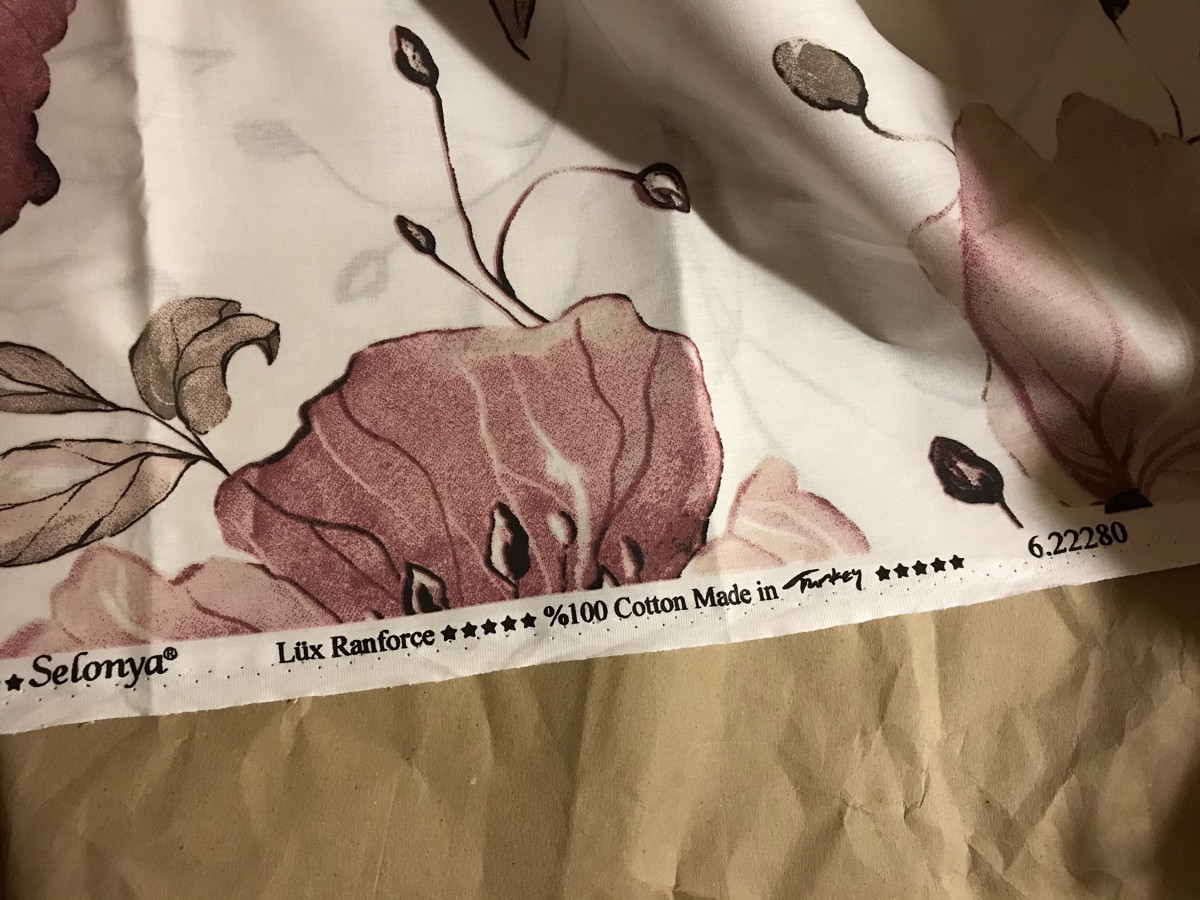 ★ Selonya® Lüx Ranforce ★★★★★ %100 Cotton Made in Turkey ★★★★★ 6.22280